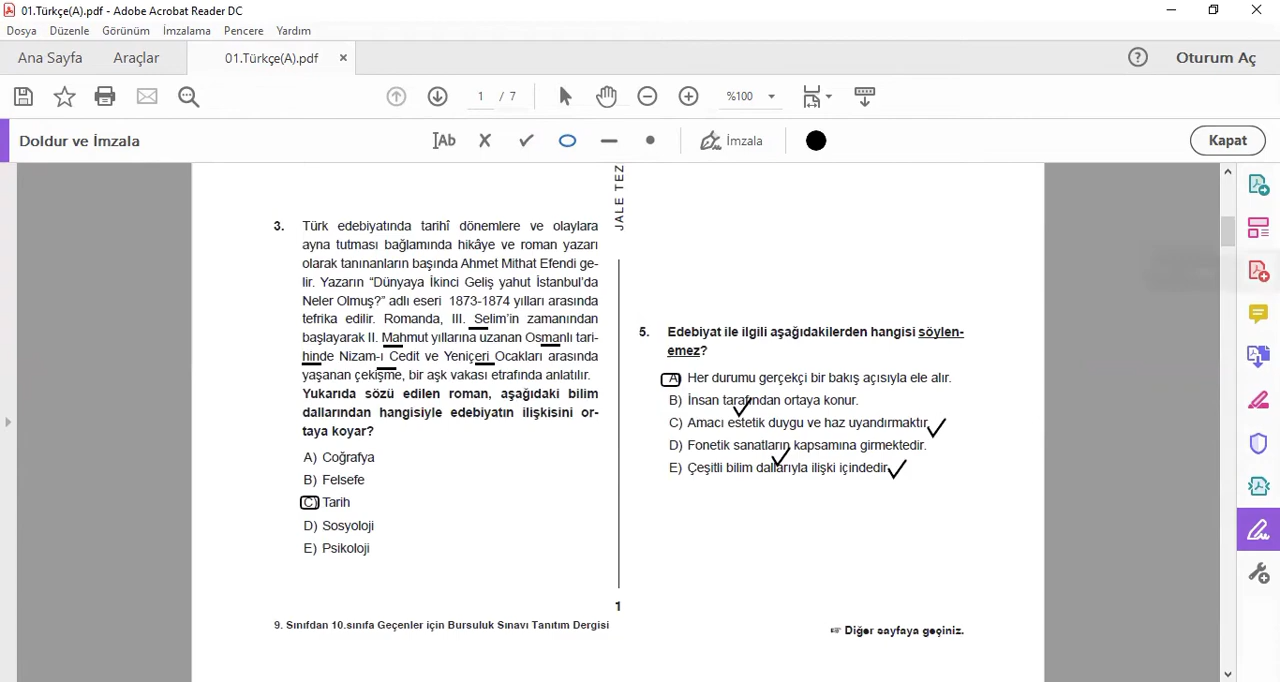 01.Türkçe(A).pdf - Adobe Acrobat Reader DC
Dosya Düzenle Görünüm İmzalama Pencere Yardım
Ana Sayfa Araçlar 01.Türkçe(A).pdf × ? Oturum Aç
1 / 7 %100
Doldur ve İmzala Ab İmzala Kapat
JALE TEZ
3. Türk edebiyatında tarihî dönemlere ve olaylara
ayna tutması bağlamında hikâye ve roman yazarı
olarak tanınanların başında Ahmet Mithat Efendi ge-
lir. Yazarın “Dünyaya İkinci Geliş yahut İstanbul’da
Neler Olmuş?” adlı eseri 1873-1874 yılları arasında
tefrika edilir. Romanda, III. Selim’in zamanından
başlayarak II. Mahmut yıllarına uzanan Osmanlı tari-
hinde Nizam-ı Cedit ve Yeniçeri Ocakları arasında
yaşanan çekişme, bir aşk vakası etrafında anlatılır.
Yukarıda sözü edilen roman, aşağıdaki bilim
dallarından hangisiyle edebiyatın ilişkisini or-
taya koyar?
A) Coğrafya
B) Felsefe
C) Tarih
D) Sosyoloji
E) Psikoloji
5. Edebiyat ile ilgili aşağıdakilerden hangisi söylen-
emez?
A) Her durumu gerçekçi bir bakış açısıyla ele alır.
B) İnsan tarafından ortaya konur.
C) Amacı estetik duygu ve haz uyandırmaktır.
D) Fonetik sanatların kapsamına girmektedir.
E) Çeşitli bilim dallarıyla ilişki içindedir.
1
9. Sınıfdan 10.sınıfa Geçenler için Bursuluk Sınavı Tanıtım Dergisi
☞ Diğer sayfaya geçiniz.